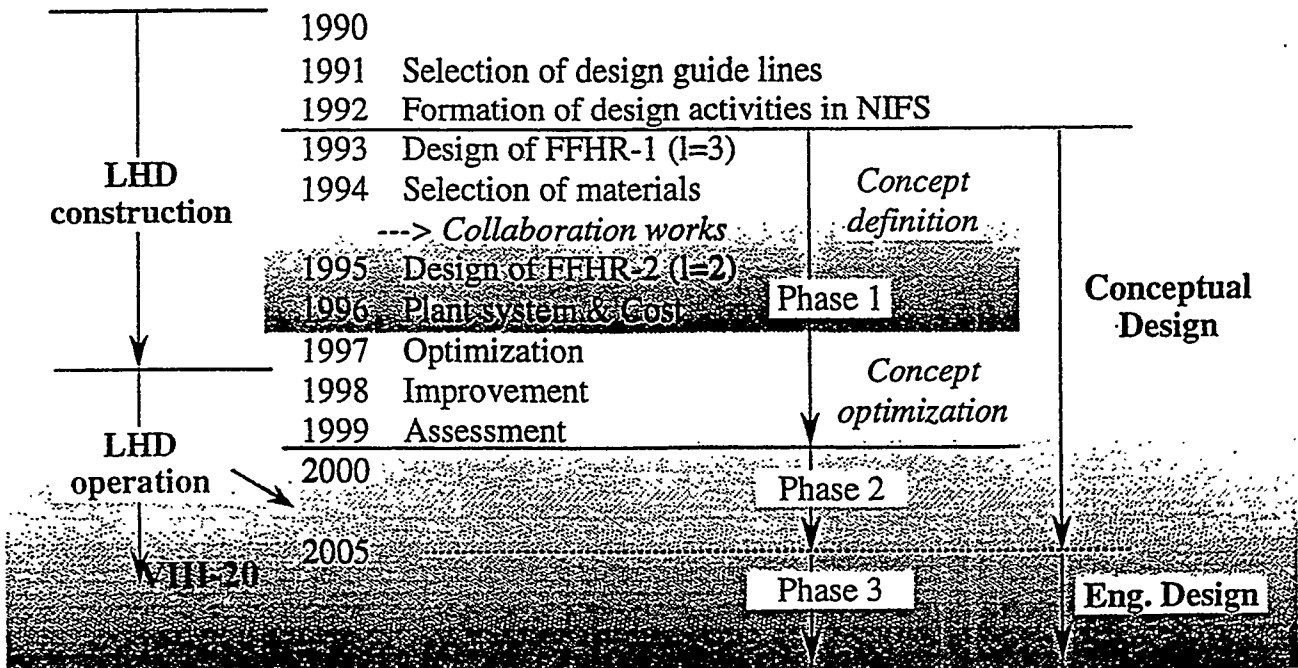 1990
1991 Selection of design guide lines
1992 Formation of design activities in NIFS
1993 Design of FFHR-1 (l=3)
LHD
construction
1994 Selection of materials
---> Collaboration works
Concept
definition
1995 Design of FFHR-2 (l=2)
1996 Plant system & Cost
Phase 1
Conceptual
Design
1997 Optimization
1998 Improvement
1999 Assessment
Concept
optimization
LHD
operation
2000
Phase 2
2005
VIII-20
Phase 3
Eng. Design